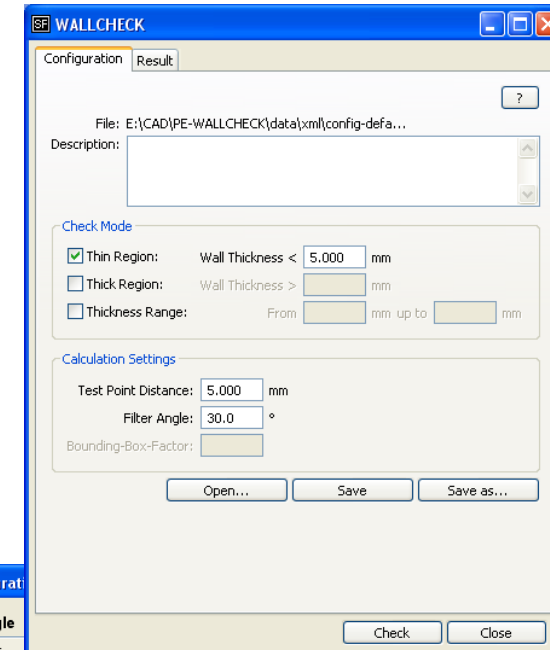 SF WALLCHECK
Configuration Result
?
File: E:\CAD\PE-WALLCHECK\data\xml\config-defa...
Description:
Check Mode
Thin Region: Wall Thickness < 5.000 mm
Thick Region: Wall Thickness > mm
Thickness Range: From mm up to mm
Calculation Settings
Test Point Distance: 5.000 mm
Filter Angle: 30.0 °
Bounding-Box-Factor:
Open... Save Save as...
rati
gle
Check Close